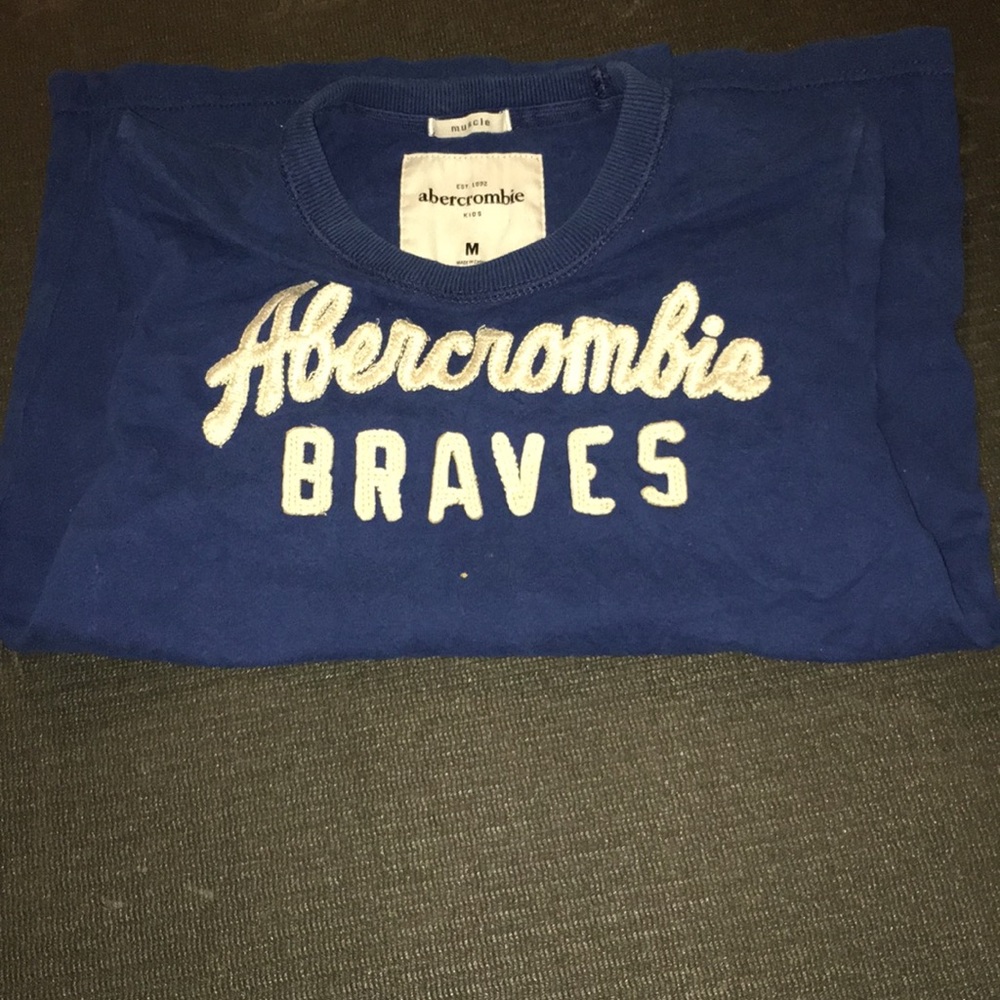 muscle
EST. 1892
abercrombie
KIDS
M
Abercrombie
BRAVES